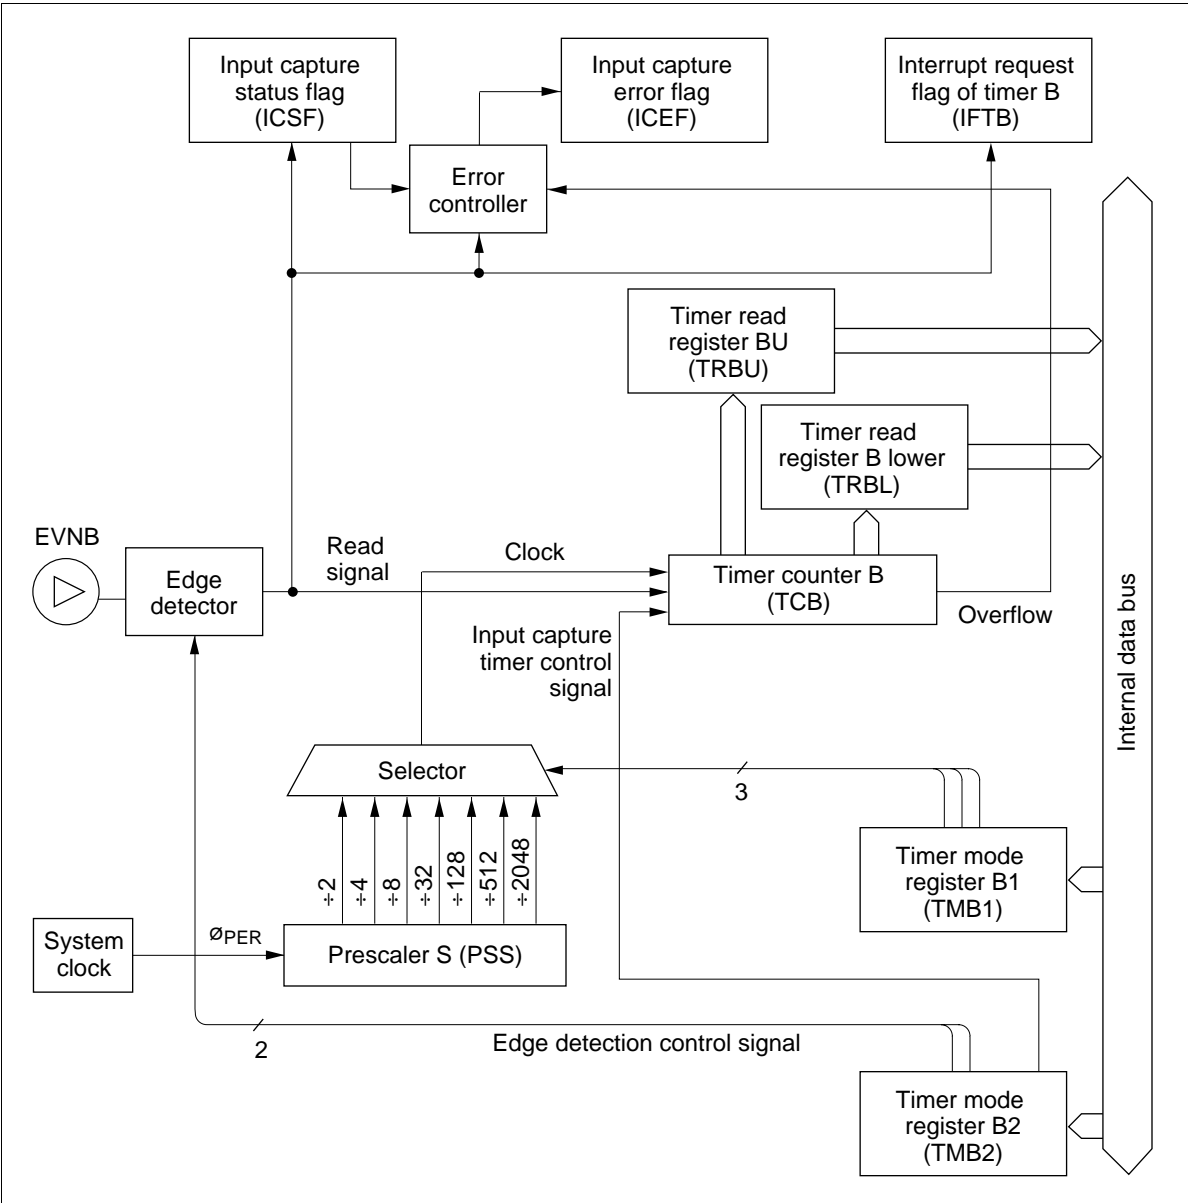 Input capture
status flag
(ICSF)
Input capture
error flag
(ICEF)
Interrupt request
flag of timer B
(IFTB)
Error
controller
Timer read
register BU
(TRBU)
Timer read
register B lower
(TRBL)
EVNB
Edge
detector
Read
signal
Clock
Timer counter B
(TCB)
Overflow
Input capture
timer control
signal
Internal data bus
Selector
3
÷2
÷4
÷8
÷32
÷128
÷512
÷2048
Timer mode
register B1
(TMB1)
System
clock
øPER
Prescaler S (PSS)
2
Edge detection control signal
Timer mode
register B2
(TMB2)